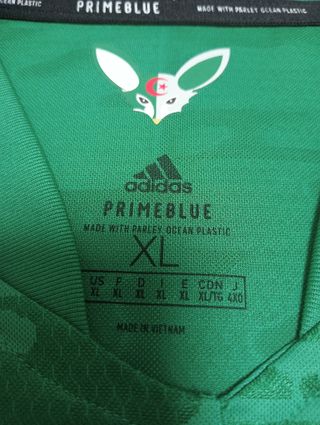 PRIMEBLUE
MADE WITH PARLEY OCEAN PLASTIC
adidas
PRIMEBLUE
MADE WITH PARLEY OCEAN PLASTIC
XL
US F D I E CDN J
XL XL XL XL XL XL/TG 4XO
MADE IN VIETNAM